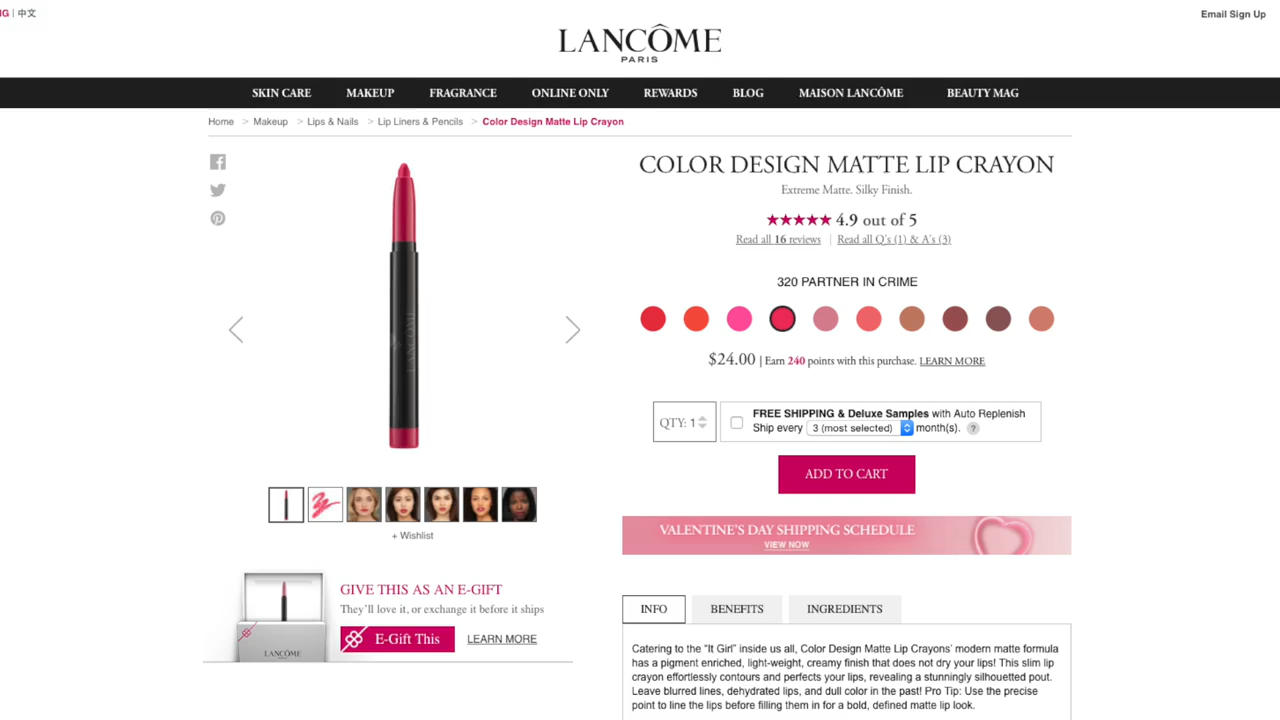 NG | 中文
Email Sign Up
LANCÔME
PARIS
SKIN CARE MAKEUP FRAGRANCE ONLINE ONLY REWARDS BLOG MAISON LANCÔME BEAUTY MAG
Home > Makeup > Lips & Nails > Lip Liners & Pencils > Color Design Matte Lip Crayon
COLOR DESIGN MATTE LIP CRAYON
Extreme Matte. Silky Finish.
★★★★★ 4.9 out of 5
Read all 16 reviews | Read all Q's (1) & A's (3)
320 PARTNER IN CRIME
LANCÔME
$24.00 | Earn 240 points with this purchase. LEARN MORE
QTY: 1
FREE SHIPPING & Deluxe Samples with Auto Replenish
Ship every 3 (most selected) month(s). ?
ADD TO CART
+ Wishlist
VALENTINE'S DAY SHIPPING SCHEDULE
VIEW NOW
GIVE THIS AS AN E-GIFT
They'll love it, or exchange it before it ships
E-Gift This LEARN MORE
LANCÔME
INFO BENEFITS INGREDIENTS
Catering to the "It Girl" inside us all, Color Design Matte Lip Crayons' modern matte formula
has a pigment enriched, light-weight, creamy finish that does not dry your lips! This slim lip
crayon effortlessly contours and perfects your lips, revealing a stunningly silhouetted pout.
Leave blurred lines, dehydrated lips, and dull color in the past! Pro Tip: Use the precise
point to line the lips before filling them in for a bold, defined matte lip look.